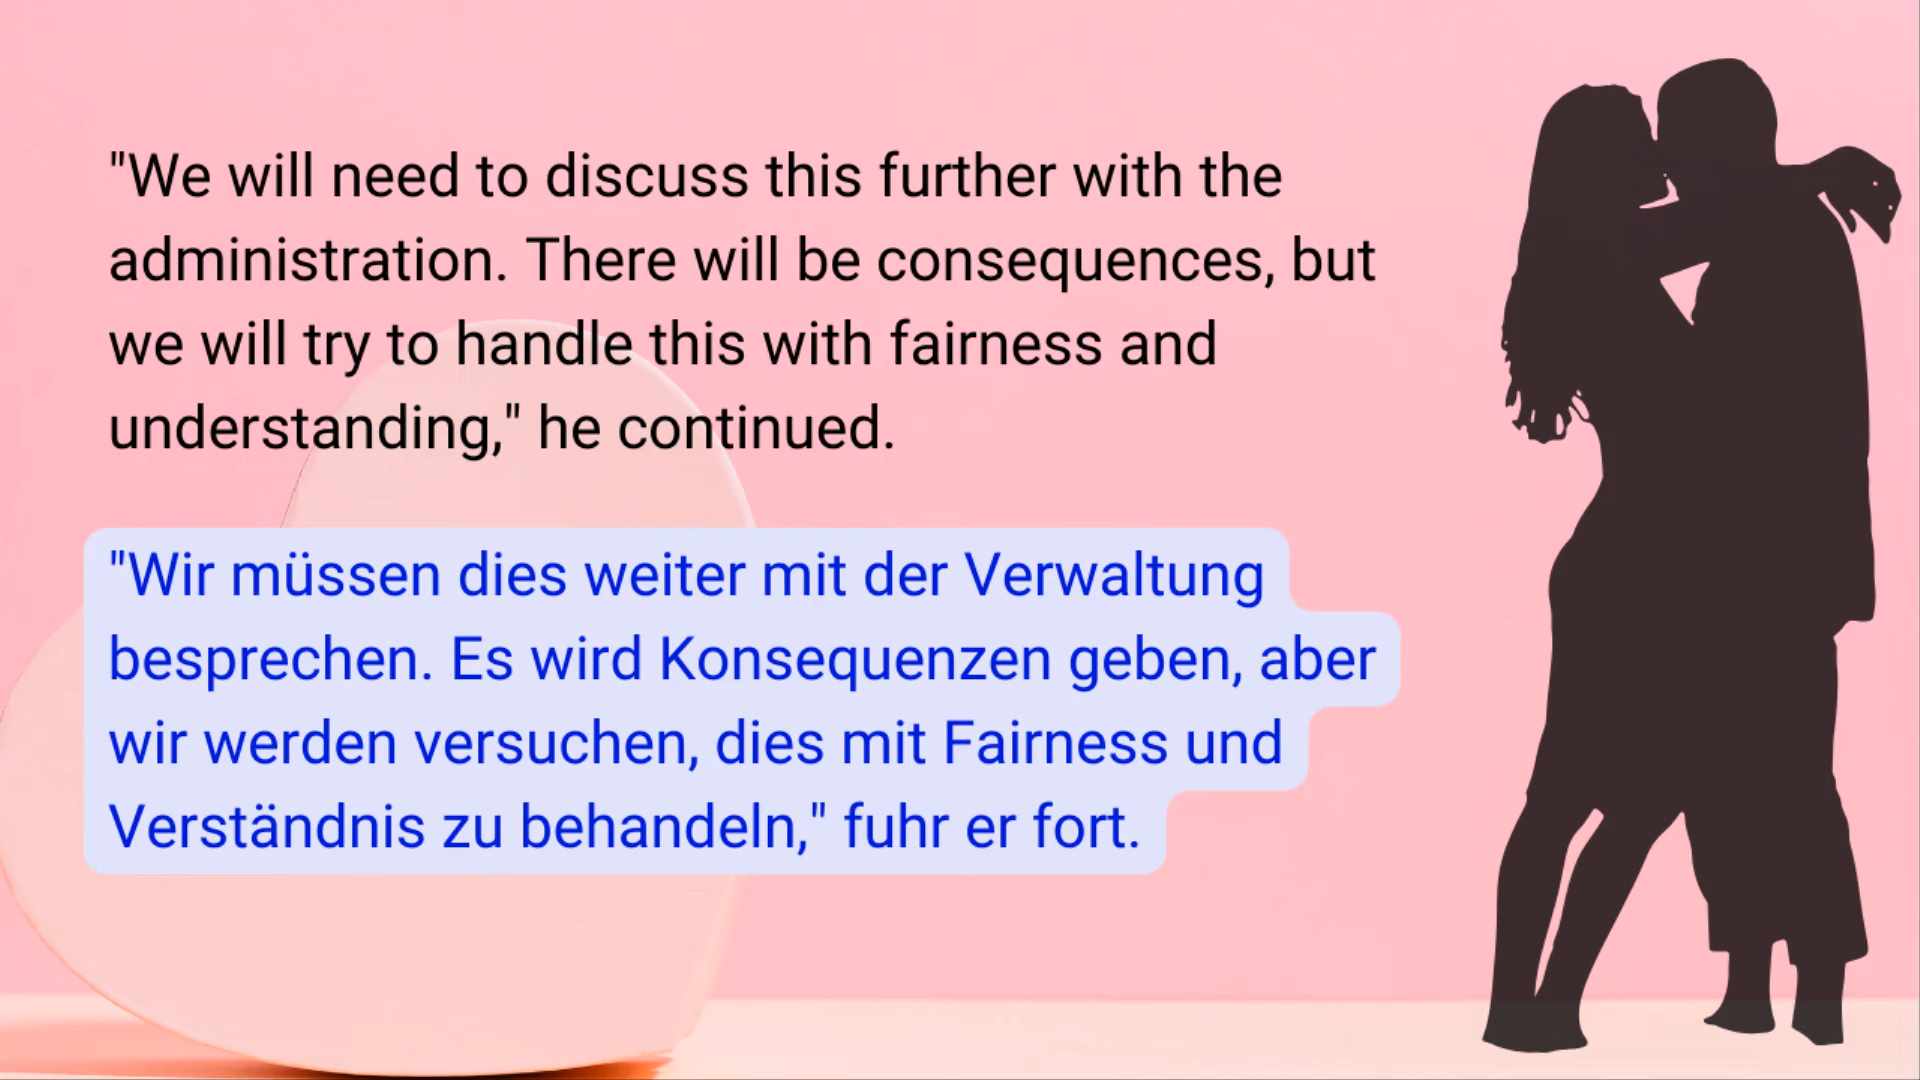 "We will need to discuss this further with the
administration. There will be consequences, but
we will try to handle this with fairness and
understanding," he continued.
"Wir müssen dies weiter mit der Verwaltung
besprechen. Es wird Konsequenzen geben, aber
wir werden versuchen, dies mit Fairness und
Verständnis zu behandeln," fuhr er fort.